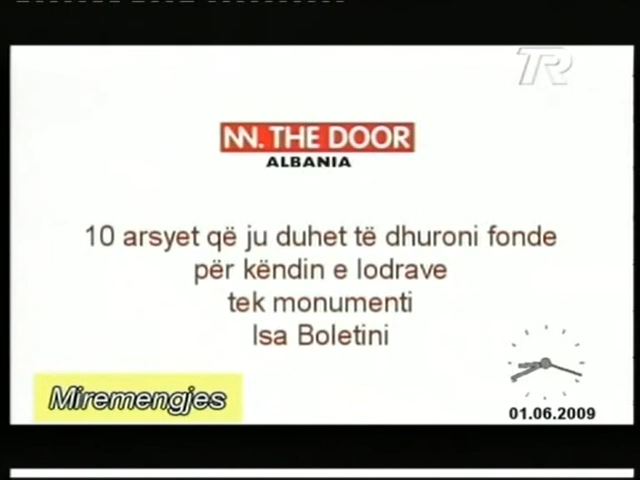 TR
NN. THE DOOR
ALBANIA
10 arsyet që ju duhet të dhuroni fonde
për këndin e lodrave
tek monumenti
Isa Boletini
Miremengjes
01.06.2009